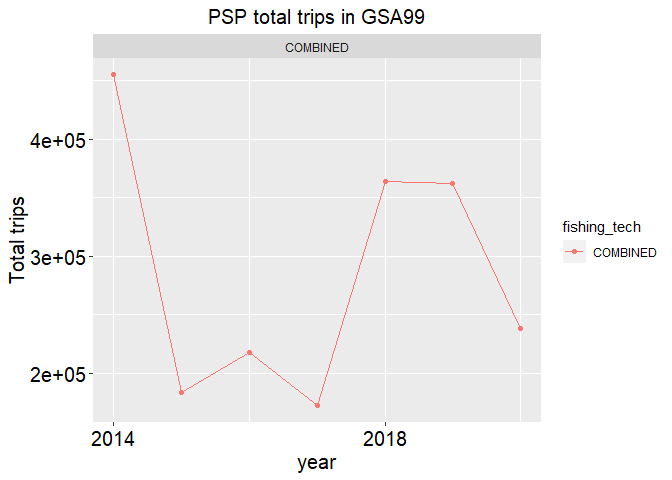 PSP total trips in GSA99
COMBINED
4e+05
3e+05
2e+05
Total trips
2014
2018
year
fishing_tech
COMBINED